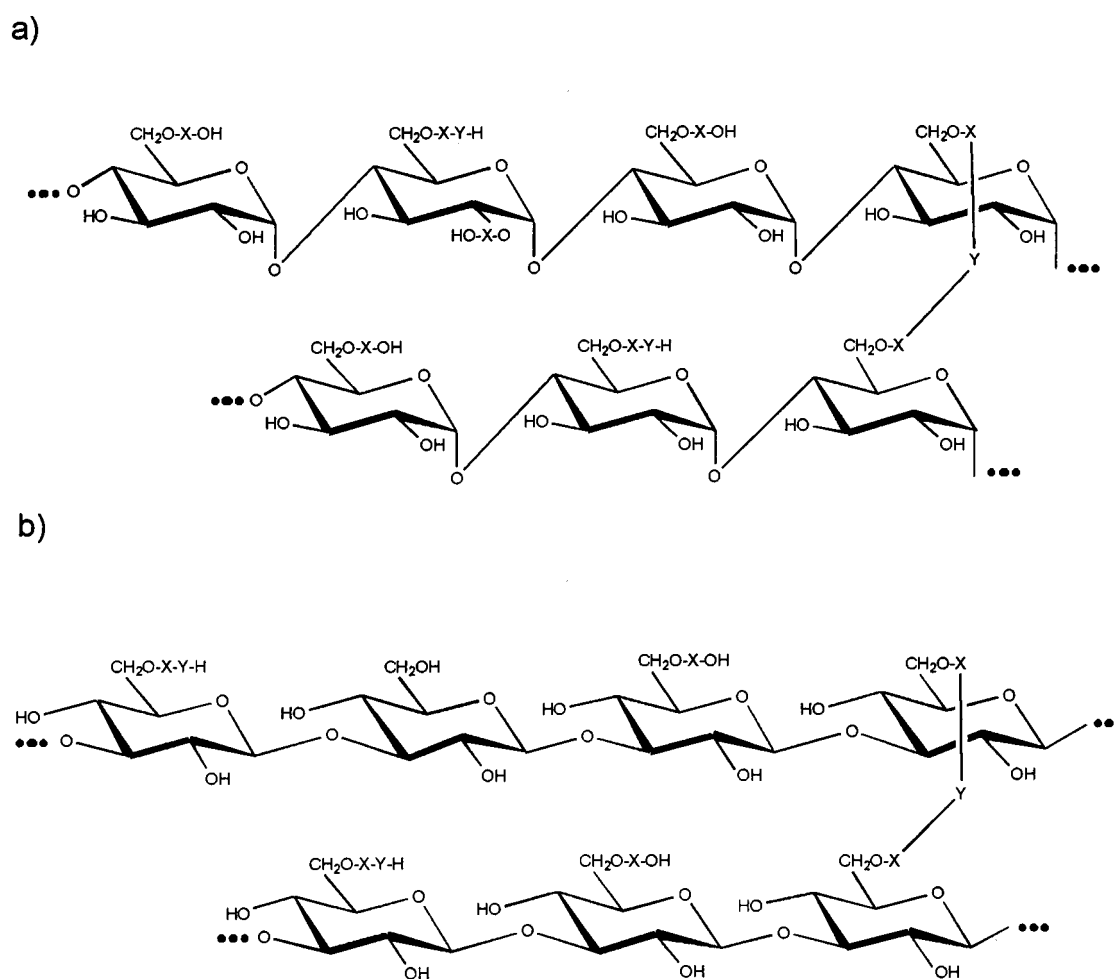 a)
CH2O-X-OH CH2O-X-Y-H CH2O-X-OH CH2O-X
O O O O
O HO OH HO HO-X-O HO OH HO OH
O O O Y
CH2O-X-OH CH2O-X-Y-H CH2O-X
O O O
O HO OH HO OH HO OH
O O
b)
CH2O-X-Y-H CH2OH CH2O-X-OH CH2O-X
O O O O
HO HO HO HO
O O O O
OH OH OH OH
Y
CH2O-X-Y-H CH2O-X-OH CH2O-X
O O O
HO HO HO
O O O
OH OH OH